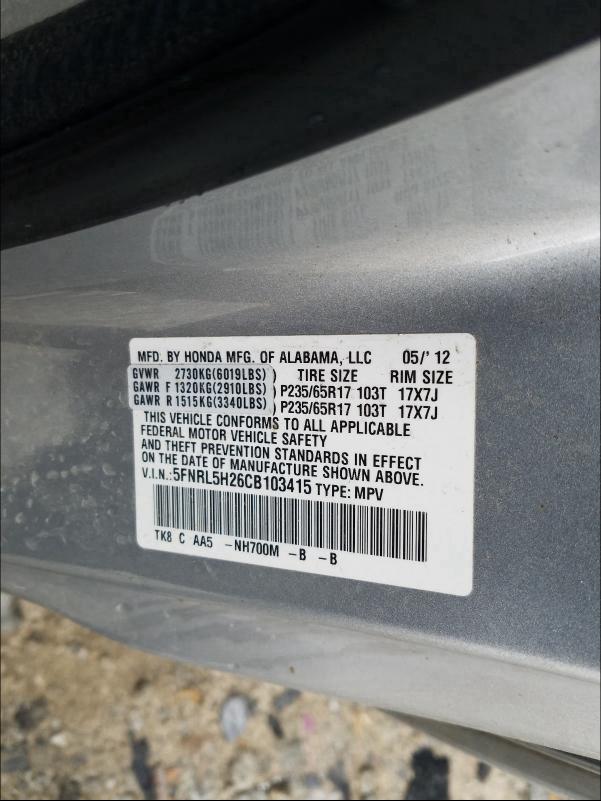 MFD. BY HONDA MFG. OF ALABAMA, LLC 05/'12
GVWR 2730KG(6019LBS) ) TIRE SIZE RIM SIZE
GAWR F 1320KG(2910LBS) P235/65R17 103T 17X7J
GAWR R 1515KG(3340LBS) P235/65R17 103T 17X7J
THIS VEHICLE CONFORMS TO ALL APPLICABLE
FEDERAL MOTOR VEHICLE SAFETY
AND THEFT PREVENTION STANDARDS IN EFFECT
ON THE DATE OF MANUFACTURE SHOWN ABOVE.
V.I.N.: 5FNRL5H26CB103415 TYPE: MPV
TK8 C AA5 -NH700M -B -B